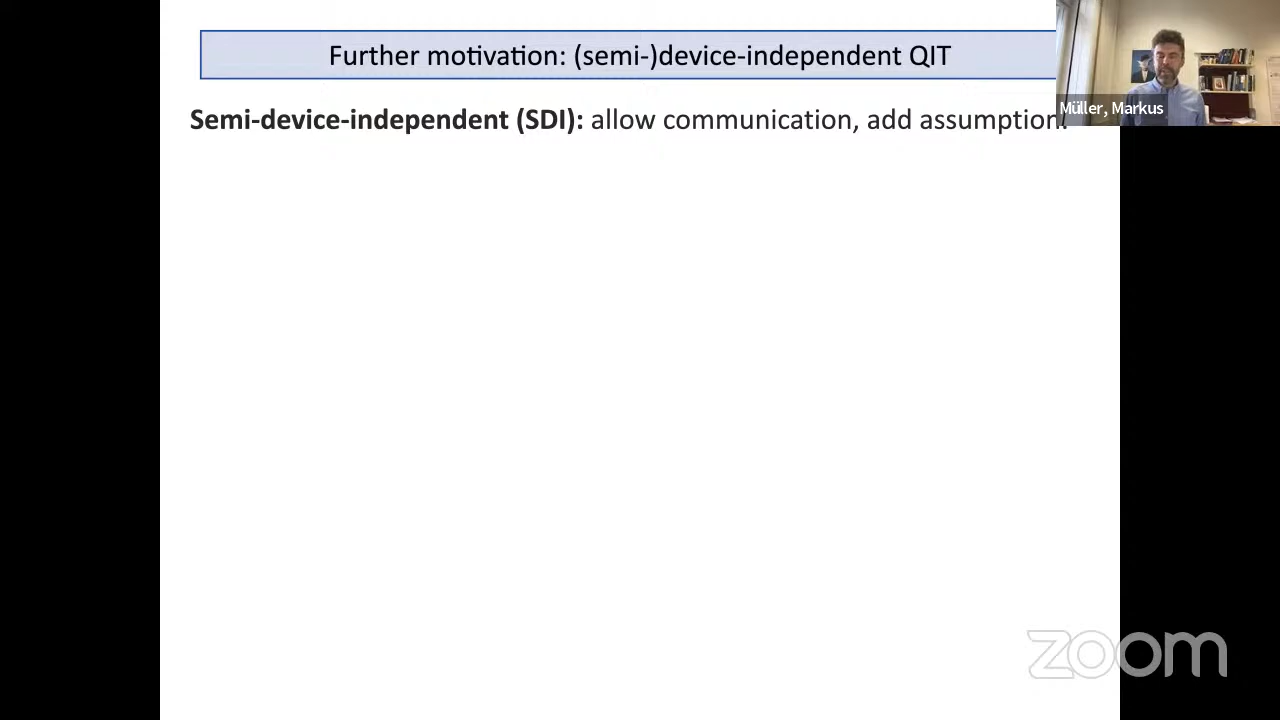 Further motivation: (semi-)device-independent QIT
Semi-device-independent (SDI): allow communication, add assumption.
Müller, Markus
zoom